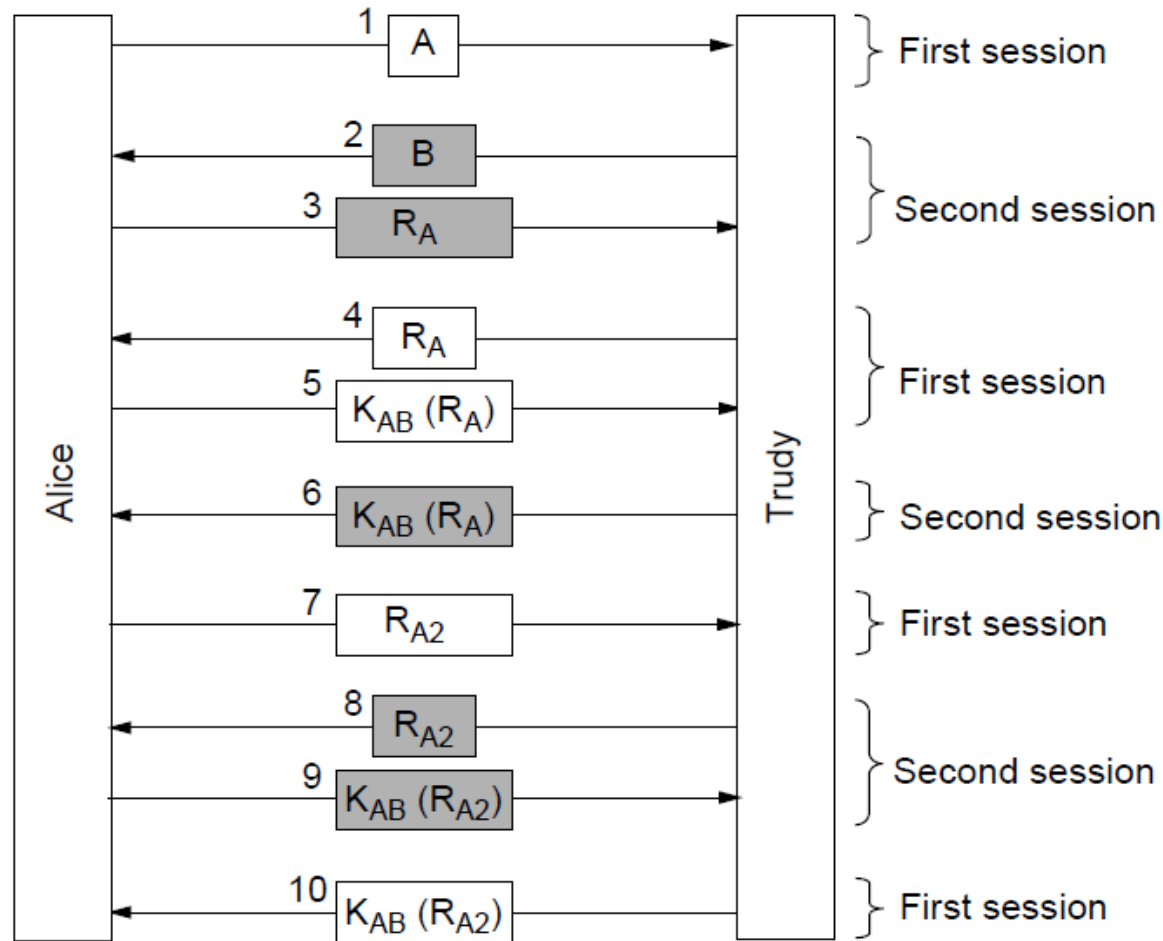 1 A First session
2 B
3 R_A Second session
4 R_A
5 K_AB (R_A) First session
6 K_AB (R_A) Second session
7 R_A2 First session
8 R_A2
9 K_AB (R_A2) Second session
10 K_AB (R_A2) First session
Alice
Trudy